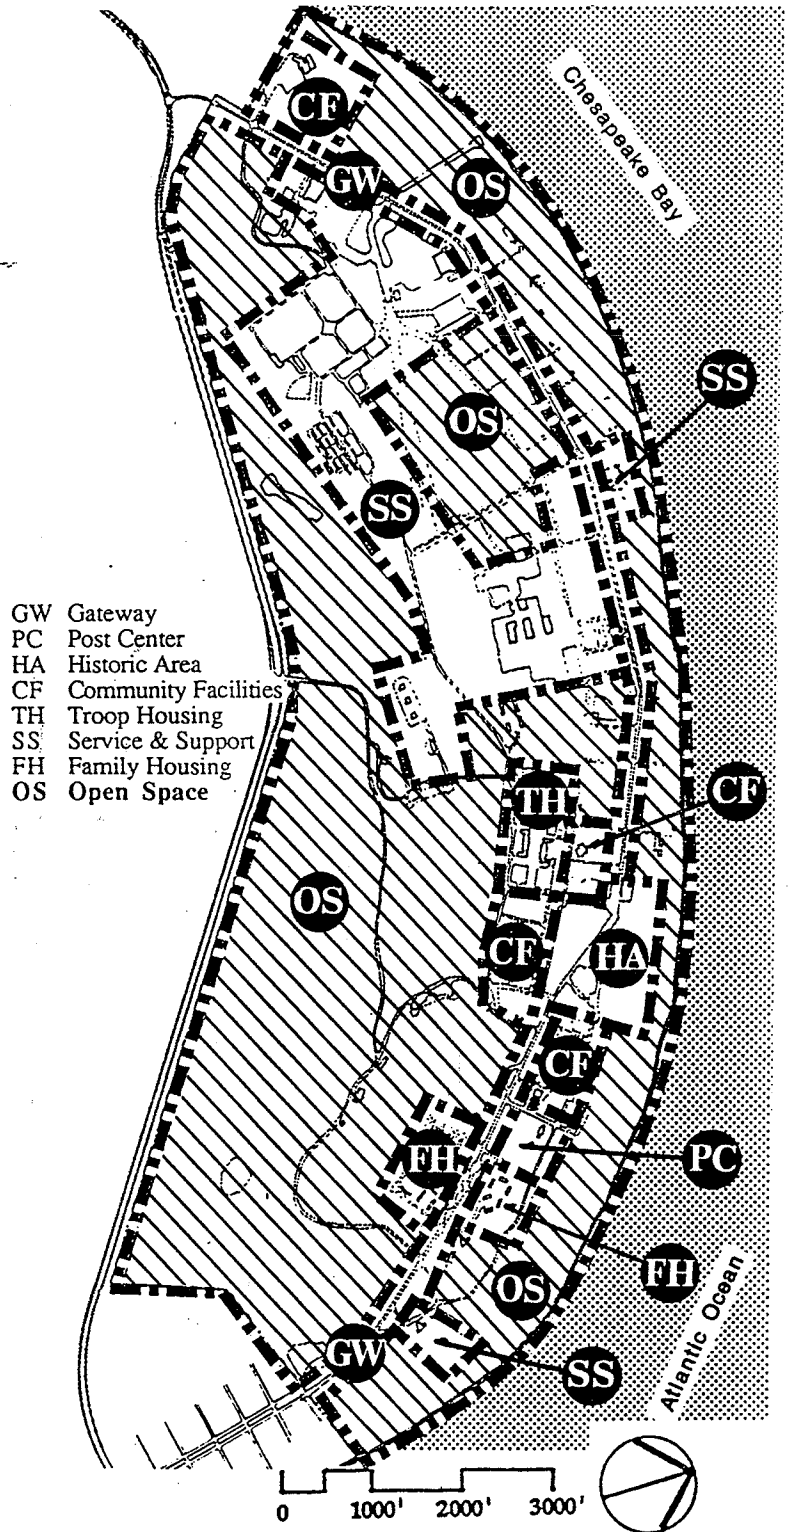 Chesapeake Bay
CF
GW
OS
SS
OS
SS
GW Gateway
PC Post Center
HA Historic Area
CF Community Facilities
TH Troop Housing
SS Service & Support
FH Family Housing
OS Open Space
TH
CF
OS
CF
HA
CF
FH
PC
FH
OS
Atlantic Ocean
GW
SS
0 1000' 2000' 3000'